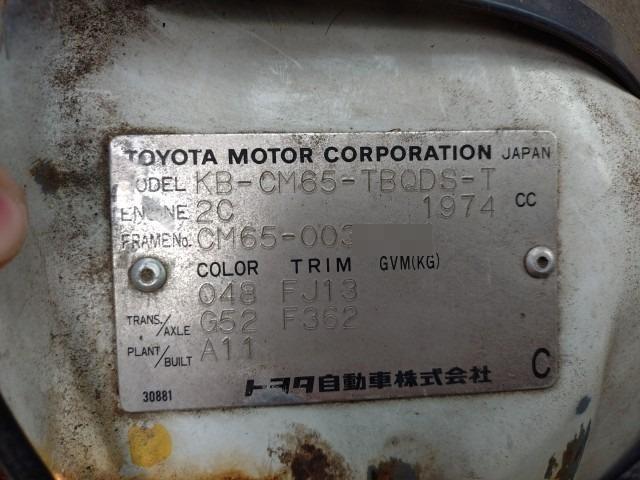 TOYOTA MOTOR CORPORATION JAPAN
MODEL KB-CM65-TBQDS-T
ENGINE 2C 1974 CC
FRAME No. CM65-003
COLOR TRIM GVM(KG)
048 FJ13
TRANS./AXLE G52 F362
PLANT/BUILT A11
30881 トヨタ自動車株式会社 C